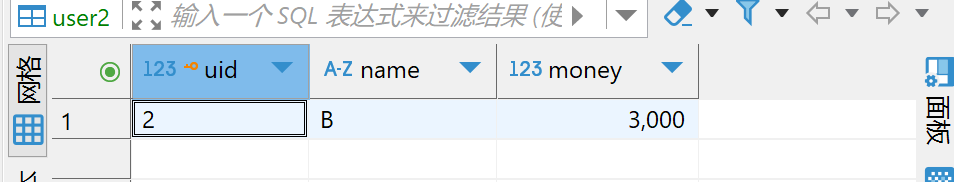 user2 输入一个 SQL 表达式来过滤结果 (使
网格
123 uid A-Z name 123 money
1 2 B 3,000
面板